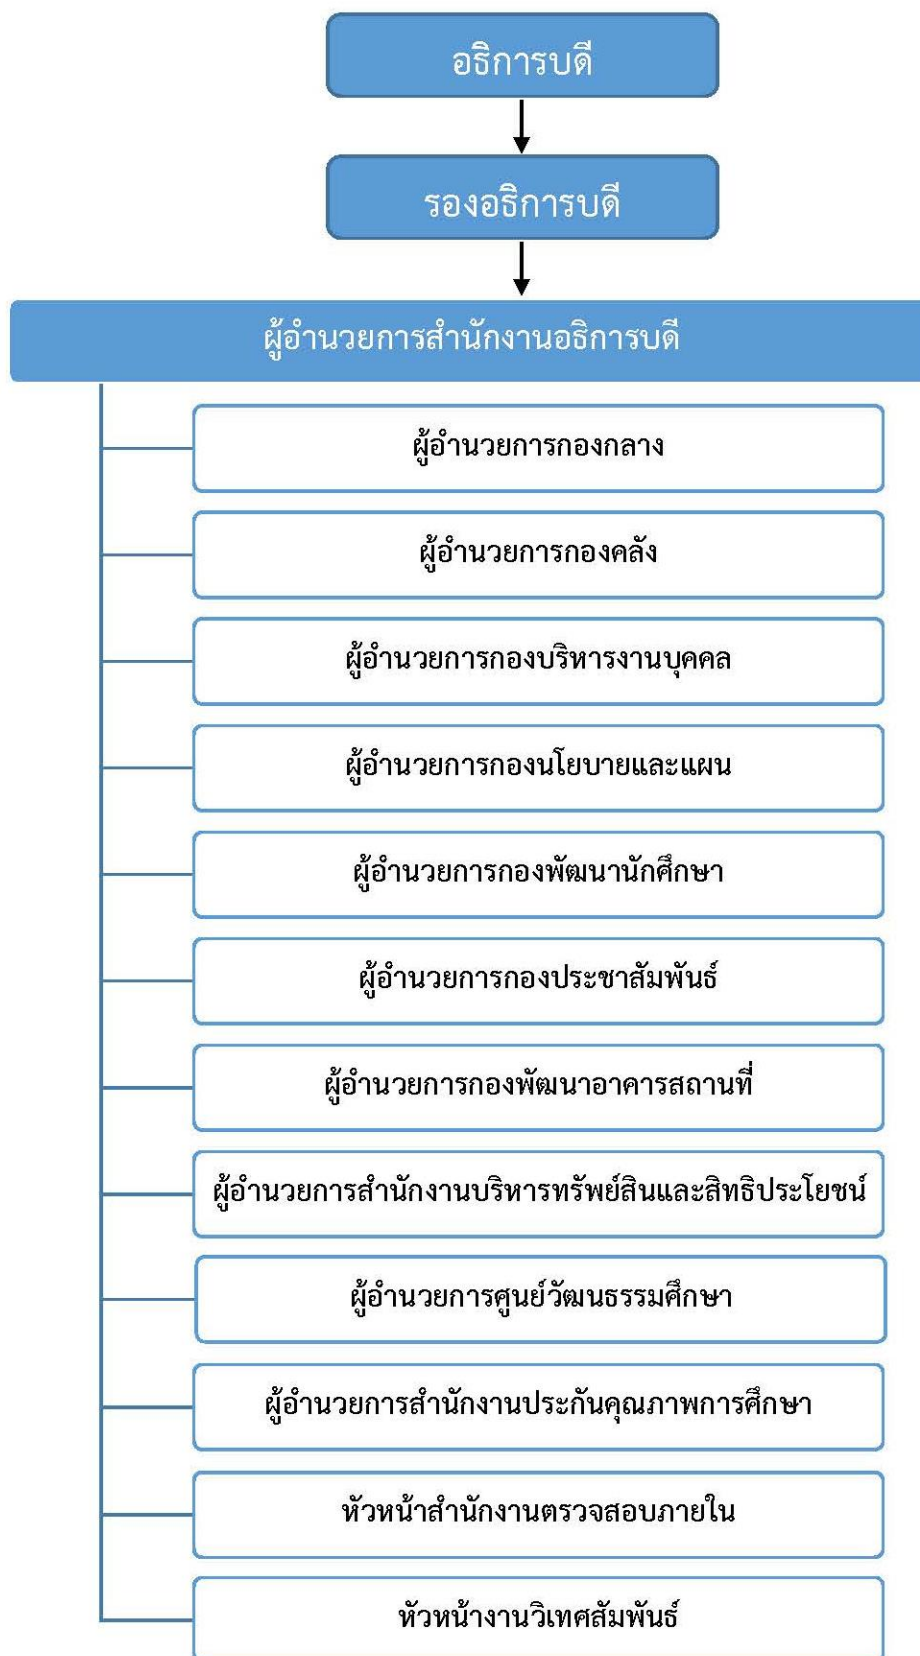 อธิการบดี
รองอธิการบดี
ผู้อำนวยการสำนักงานอธิการบดี
ผู้อำนวยการกองกลาง
ผู้อำนวยการกองคลัง
ผู้อำนวยการกองบริหารงานบุคคล
ผู้อำนวยการกองนโยบายและแผน
ผู้อำนวยการกองพัฒนานักศึกษา
ผู้อำนวยการกองประชาสัมพันธ์
ผู้อำนวยการกองพัฒนาอาคารสถานที่
ผู้อำนวยการสำนักงานบริหารทรัพย์สินและสิทธิประโยชน์
ผู้อำนวยการศูนย์วัฒนธรรมศึกษา
ผู้อำนวยการสำนักงานประกันคุณภาพการศึกษา
หัวหน้าสำนักงานตรวจสอบภายใน
หัวหน้างานวิเทศสัมพันธ์